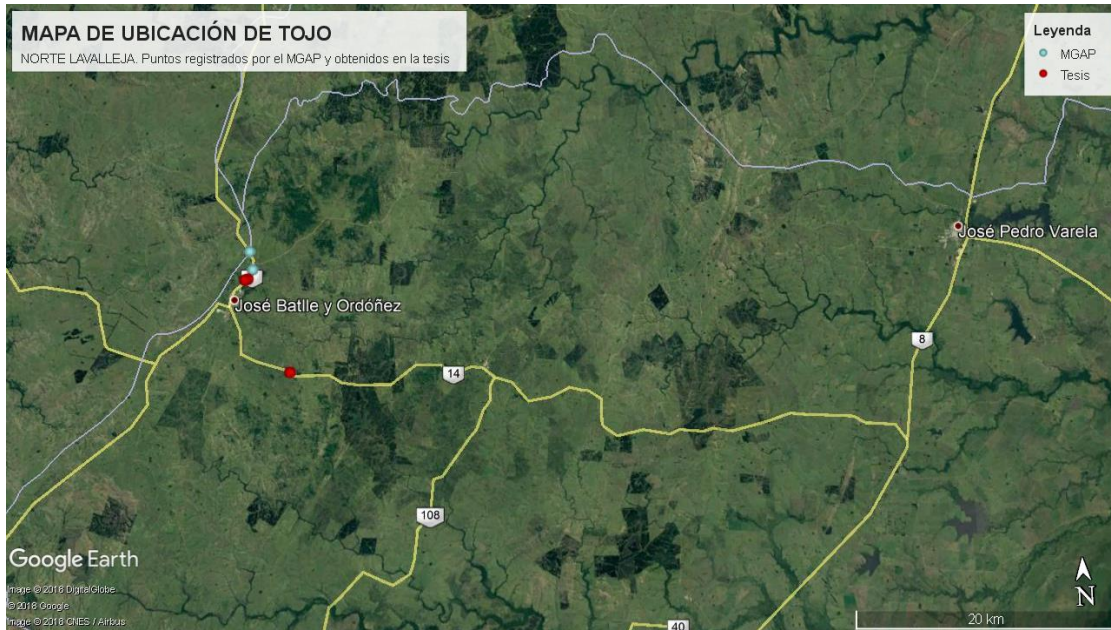 MAPA DE UBICACIÓN DE TOJO
NORTE LAVALLEJA. Puntos registrados por el MGAP y obtenidos en la tesis
Leyenda
MGAP
Tesis
José Pedro Varela
José Batlle y Ordóñez
8
14
108
Google Earth
Image © 2018 DigitalGlobe
© 2018 Google
Image © 2018 CNES / Airbus
40
20 km
N